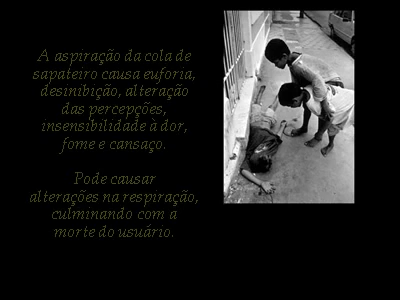 A aspiração da cola de
sapateiro causa euforia,
desinibição, alteração
das percepções,
insensibilidade à dor,
fome e cansaço.
Pode causar
alterações na respiração,
culminando com a
morte do usuário.